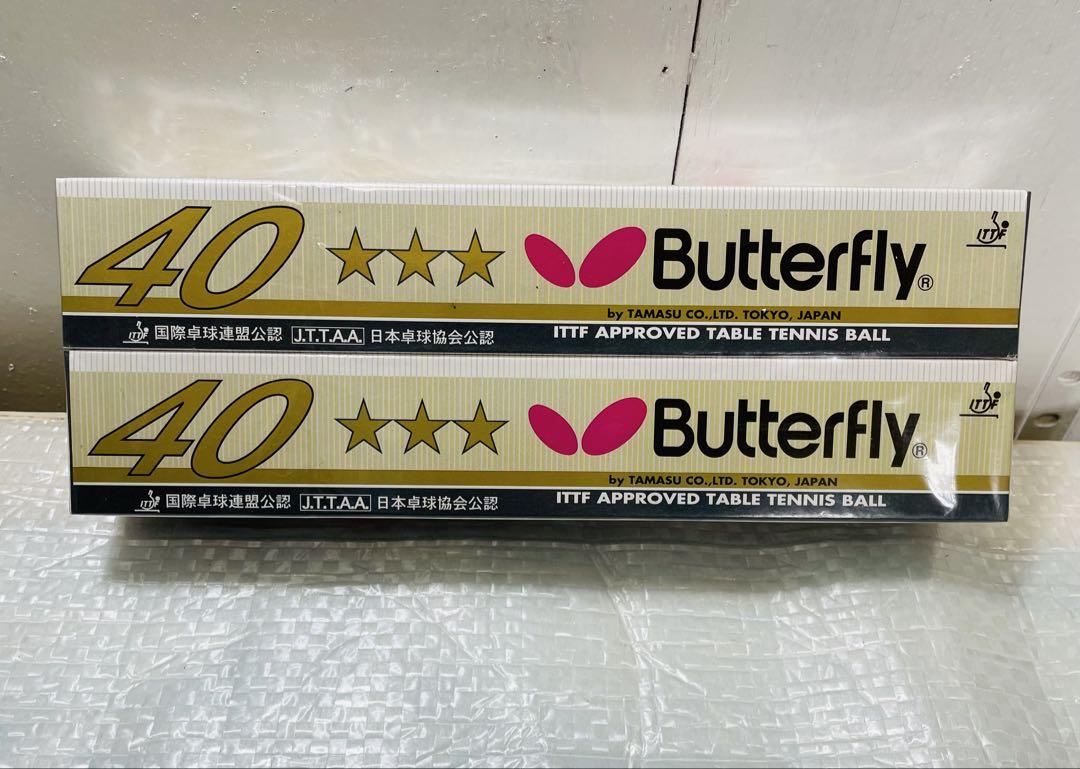 40 ★★★ Butterfly®
ITTF
by TAMASU CO.,LTD. TOKYO, JAPAN
ITTF 国際卓球連盟公認 J.T.T.A.A. 日本卓球協会公認 ITTF APPROVED TABLE TENNIS BALL
40 ★★★ Butterfly®
ITTF
by TAMASU CO.,LTD. TOKYO, JAPAN
ITTF 国際卓球連盟公認 J.T.T.A.A. 日本卓球協会公認 ITTF APPROVED TABLE TENNIS BALL